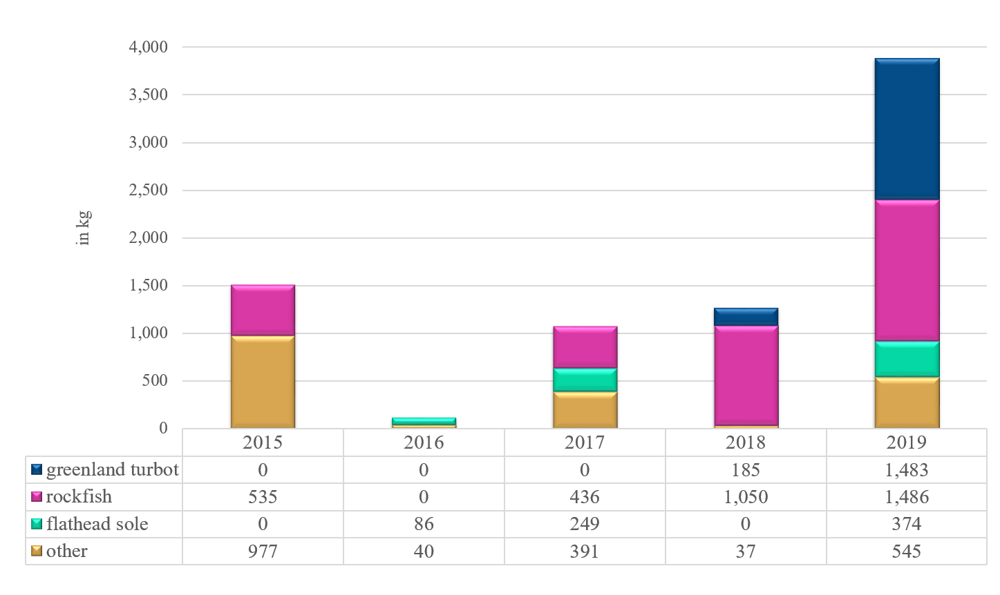 4,000
3,500
3,000
2,500
2,000
1,500
1,000
500
0
in kg
2015 2016 2017 2018 2019
greenland turbot 0 0 0 185 1,483
rockfish 535 0 436 1,050 1,486
flathead sole 0 86 249 0 374
other 977 40 391 37 545